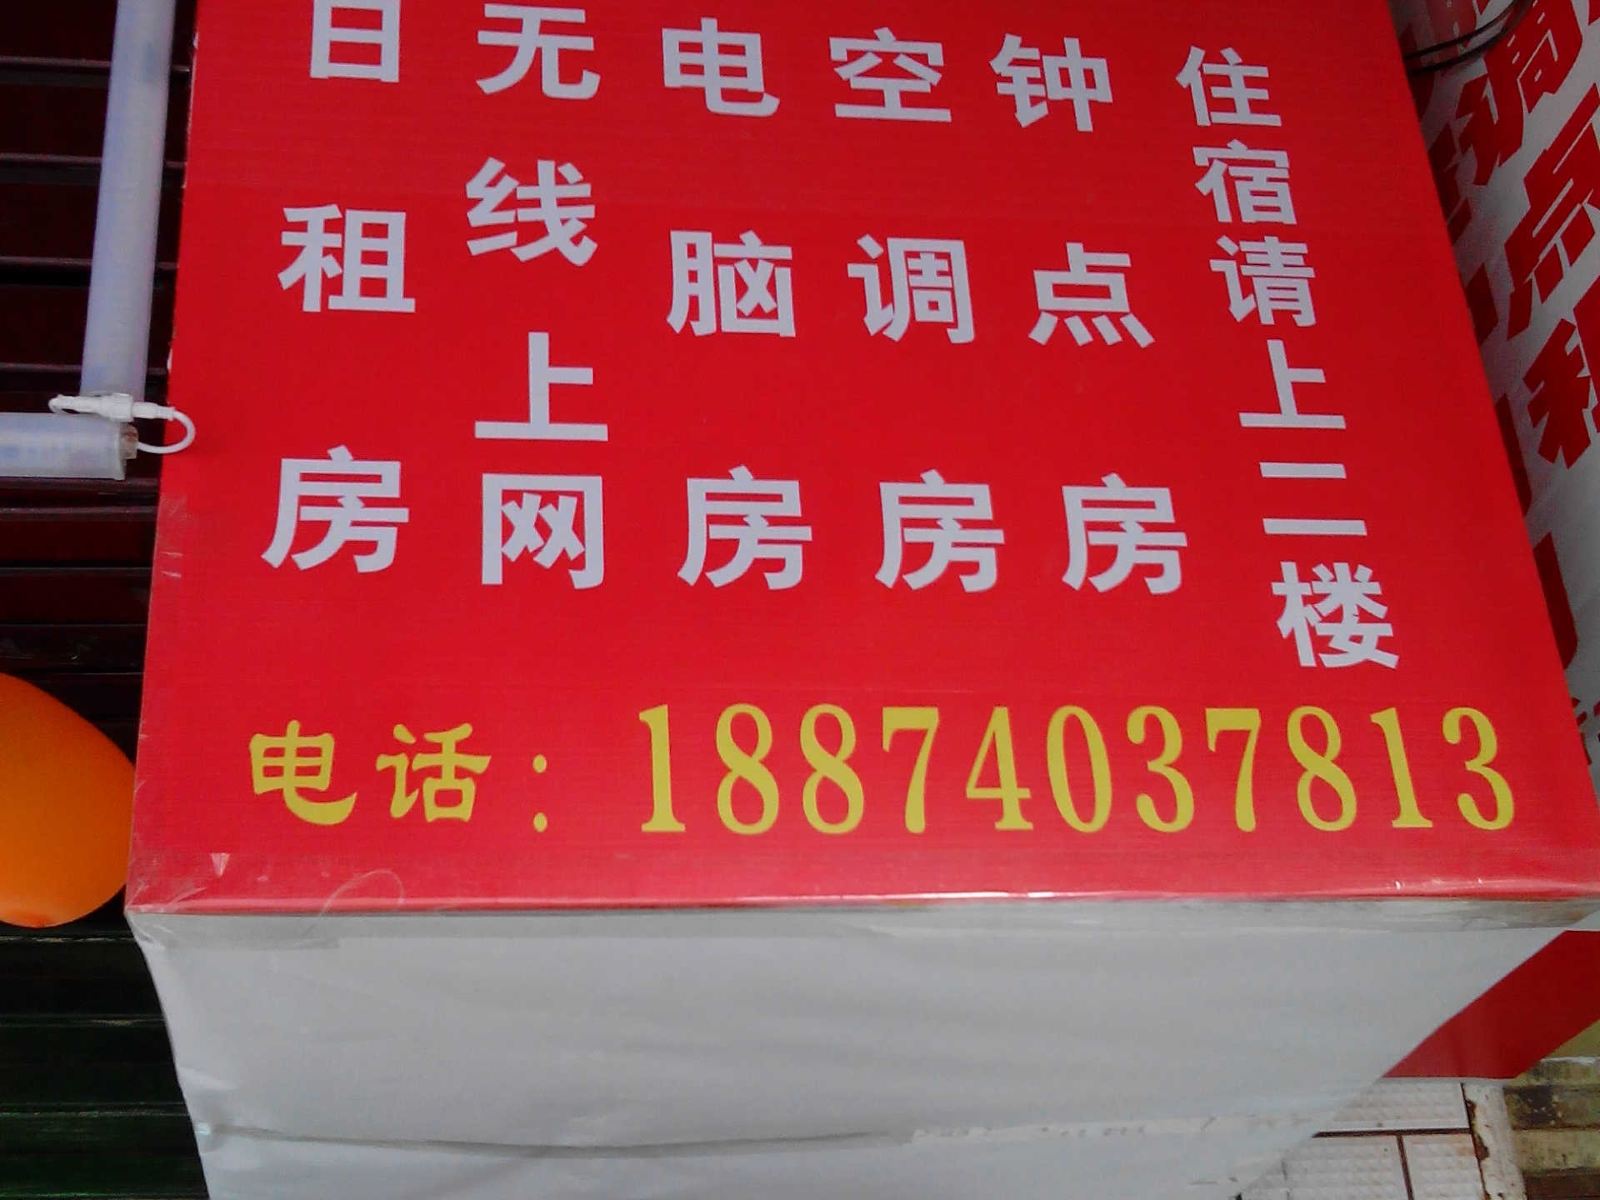 日租房
无线上网
电脑房
空调房
钟点房
住宿请上二楼
电话：18874037813